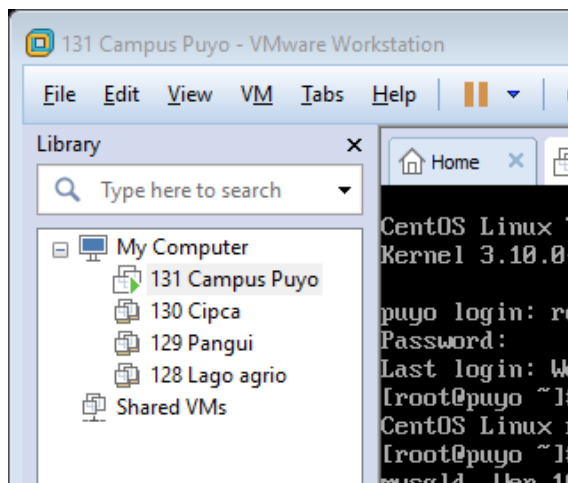 131 Campus Puyo - VMware Workstation
File Edit View VM Tabs Help
Library
Type here to search
Home
My Computer
131 Campus Puyo
130 Cipca
129 Pangui
128 Lago agrio
Shared VMs
CentOS Linux
Kernel 3.10.0
puyo login:
Password:
Last login:
[root@puyo ~]
CentOS Linux
[root@puyo ~]